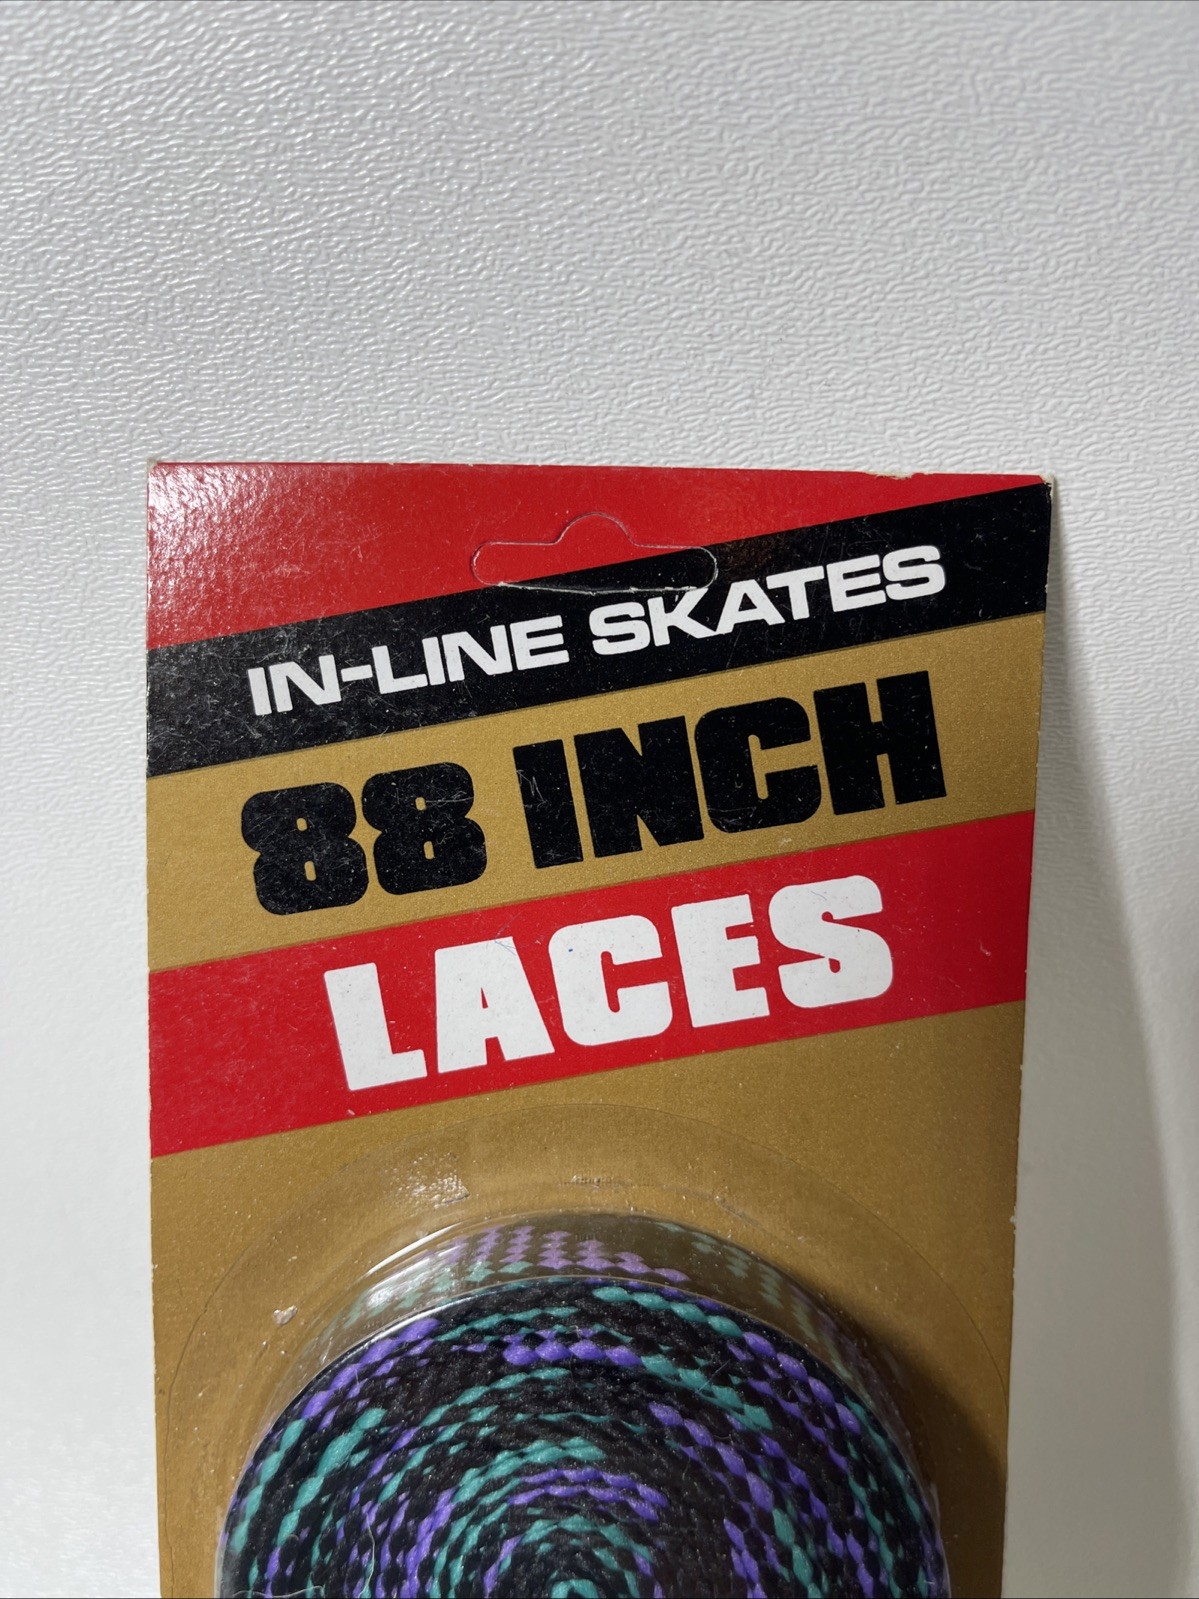 IN-LINE SKATES
88 INCH
LACES